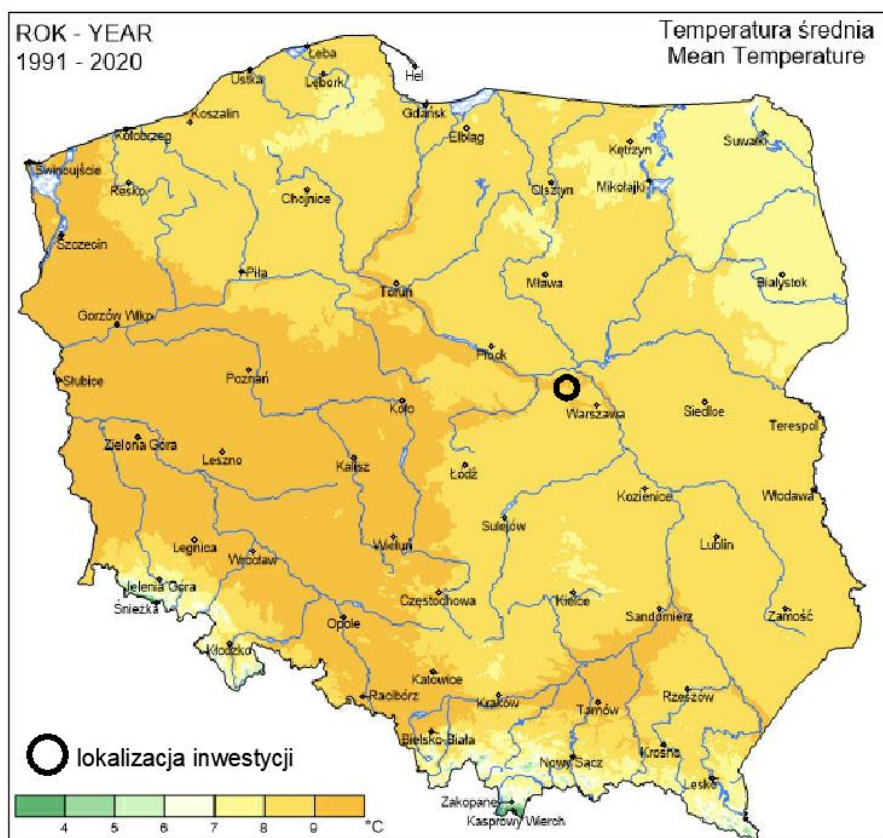 ROK - YEAR
1991 - 2020
Temperatura średnia
Mean Temperature
Łeba
Hel
Ustka
Lębork
Gdańsk
Koszalin
Kołobrzeg
Elbląg
Suwałki
Kętrzyn
Świnoujście
Resko
Chojnice
Olsztyn
Mikołajki
Szczecin
Piła
Toruń
Mława
Białystok
Gorzów Wlkp.
Płock
Słubice
Poznań
Koło
Warszawa
Siedlce
Terespol
Zielona Góra
Leszno
Kalisz
Łódź
Kozienice
Włodawa
Sulejów
Legnica
Wrocław
Wieluń
Lublin
Jelenia Góra
Śnieżka
Częstochowa
Kielce
Sandomierz
Zamość
Opole
Kłodzko
Katowice
Racibórz
Kraków
Tarnów
Rzeszów
Bielsko-Biała
Nowy Sącz
Krosno
Lesko
Zakopane
Kasprowy Wierch
lokalizacja inwestycji
4 5 6 7 8 9 °C